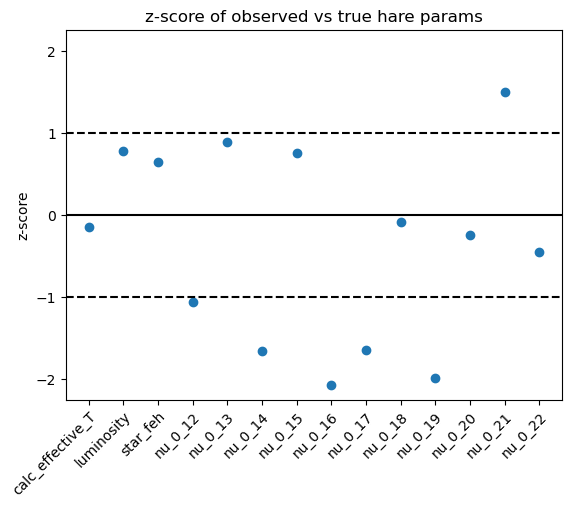 z-score of observed vs true hare params
z-score
2
1
0
−1
−2
calc_effective_T
luminosity
star_feh
nu_0_12
nu_0_13
nu_0_14
nu_0_15
nu_0_16
nu_0_17
nu_0_18
nu_0_19
nu_0_20
nu_0_21
nu_0_22